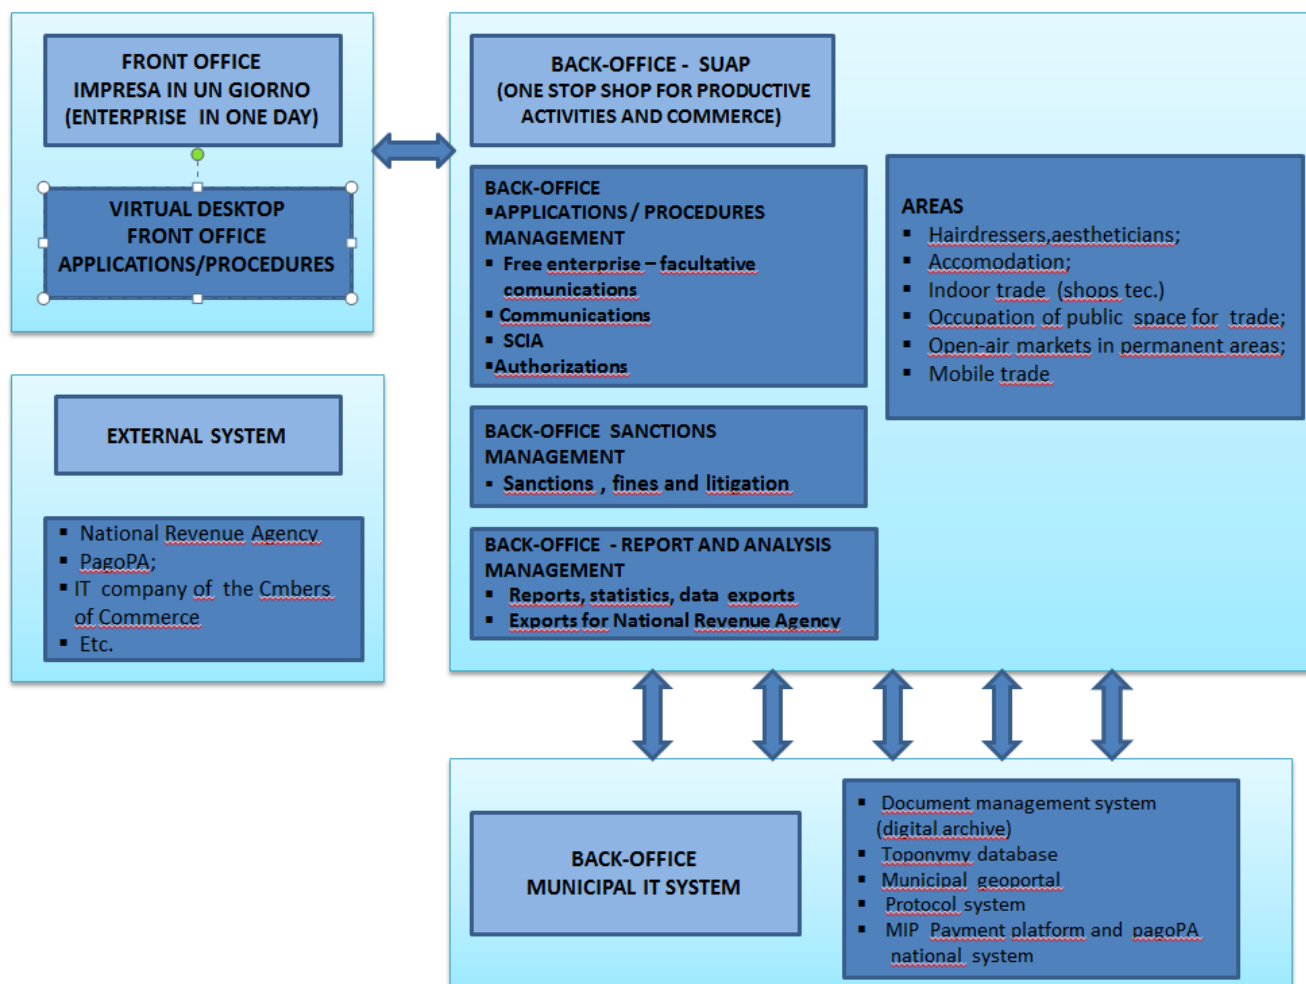 FRONT OFFICE
IMPRESA IN UN GIORNO
(ENTERPRISE IN ONE DAY)
VIRTUAL DESKTOP
FRONT OFFICE
APPLICATIONS/PROCEDURES
EXTERNAL SYSTEM
▪ National Revenue Agency
▪ PagoPA;
▪ IT company of the Cmbers
of Commerce
▪ Etc.
BACK-OFFICE - SUAP
(ONE STOP SHOP FOR PRODUCTIVE
ACTIVITIES AND COMMERCE)
BACK-OFFICE
▪APPLICATIONS / PROCEDURES
MANAGEMENT
▪ Free enterprise – facultative
comunications
▪ Communications
▪ SCIA
▪Authorizations
BACK-OFFICE SANCTIONS
MANAGEMENT
▪ Sanctions , fines and litigation
BACK-OFFICE - REPORT AND ANALYSIS
MANAGEMENT
▪ Reports, statistics, data exports
▪ Exports for National Revenue Agency
AREAS
▪ Hairdressers,aestheticians;
▪ Accomodation;
▪ Indoor trade (shops tec.)
▪ Occupation of public space for trade;
▪ Open-air markets in permanent areas;
▪ Mobile trade
BACK-OFFICE
MUNICIPAL IT SYSTEM
▪ Document management system
(digital archive)
▪ Toponymy database
▪ Municipal geoportal
▪ Protocol system
▪ MIP Payment platform and pagoPA
national system